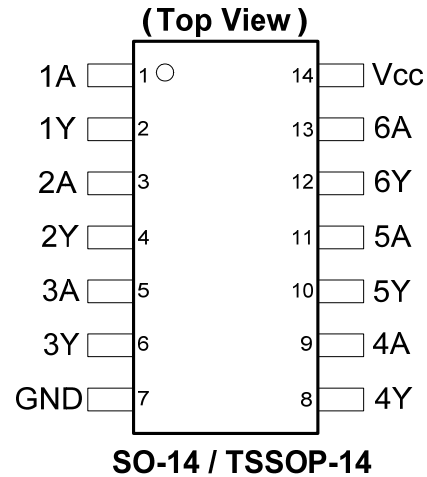 (Top View)
1A 1 14 Vcc
1Y 2 13 6A
2A 3 12 6Y
2Y 4 11 5A
3A 5 10 5Y
3Y 6 9 4A
GND 7 8 4Y
SO-14 / TSSOP-14